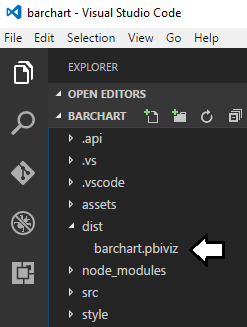 barchart - Visual Studio Code
File Edit Selection View Go Help
EXPLORER
OPEN EDITORS
BARCHART
.api
.vs
.vscode
assets
dist
barchart.pbiviz
node_modules
src
style